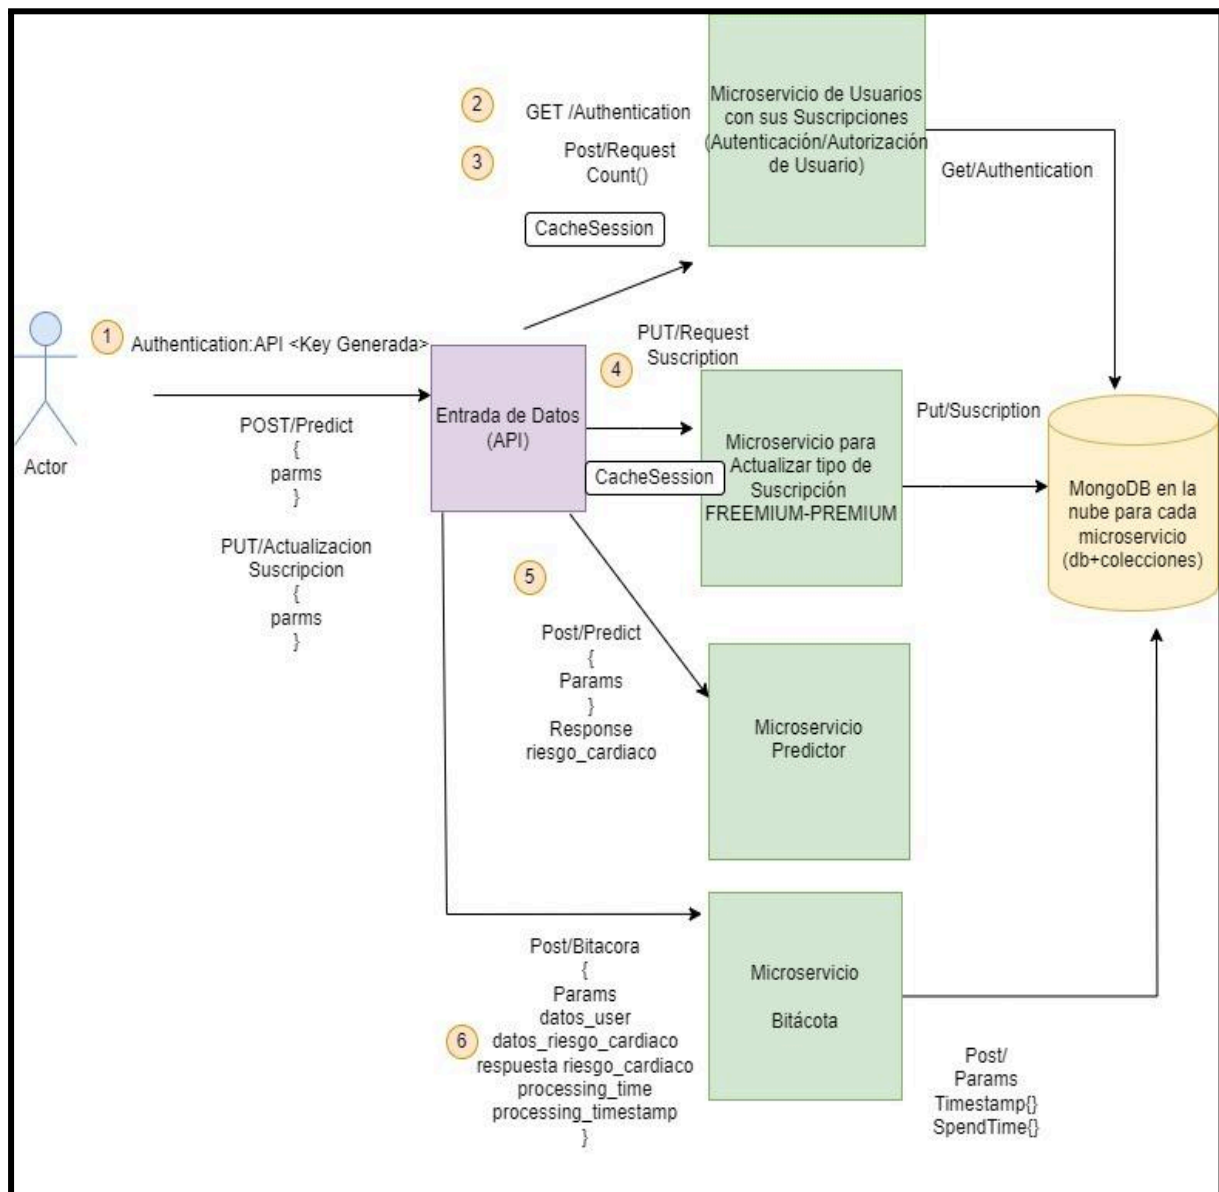 2
GET /Authentication
3
Post/Request
Count()
CacheSession
Microservicio de Usuarios
con sus Suscripciones
(Autenticación/Autorización
de Usuario)
Get/Authentication
1
Authentication:API <Key Generada>
POST/Predict
{
parms
}
PUT/Actualizacion
Suscripcion
{
parms
}
Actor
Entrada de Datos
(API)
PUT/Request
Suscription
4
CacheSession
Microservicio para
Actualizar tipo de
Suscripción
FREEMIUM-PREMIUM
Put/Suscription
MongoDB en la
nube para cada
microservicio
(db+colecciones)
5
Post/Predict
{
Params
}
Response
riesgo_cardiaco
Microservicio
Predictor
Post/Bitacora
{
Params
datos_user
datos_riesgo_cardiaco
respuesta riesgo_cardiaco
processing_time
processing_timestamp
}
6
Microservicio
Bitácota
Post/
Params
Timestamp{}
SpendTime{}